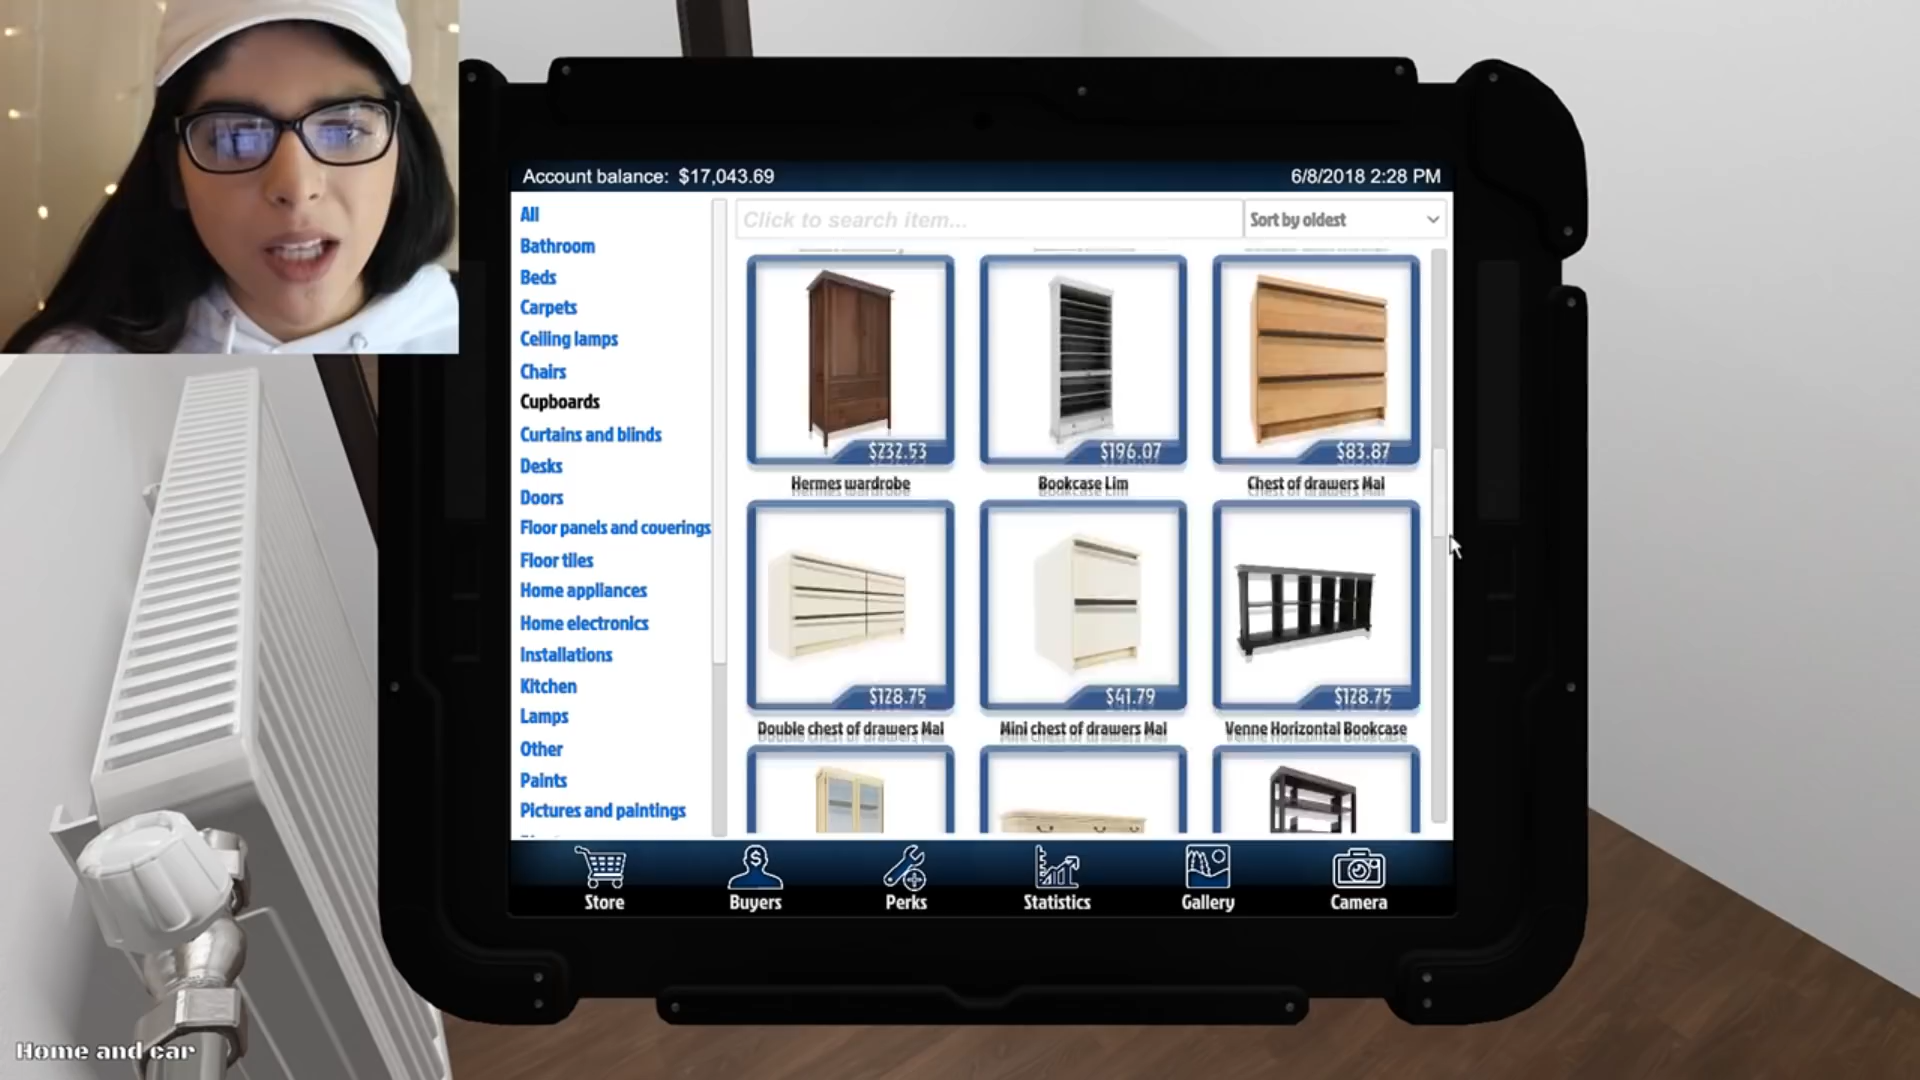 Account balance: $17,043.69
6/8/2018 2:28 PM
All
Bathroom
Beds
Carpets
Ceiling lamps
Chairs
Cupboards
Curtains and blinds
Desks
Doors
Floor panels and coverings
Floor tiles
Home appliances
Home electronics
Installations
Kitchen
Lamps
Other
Paints
Pictures and paintings
Click to search item...
Sort by oldest
$232.53
$196.07
$83.87
Hermes wardrobe
Bookcase Lim
Chest of drawers Mal
$128.75
$41.79
$128.75
Double chest of drawers Mal
Mini chest of drawers Mal
Venne Horizontal Bookcase
Store
Buyers
Perks
Statistics
Gallery
Camera
Home and car